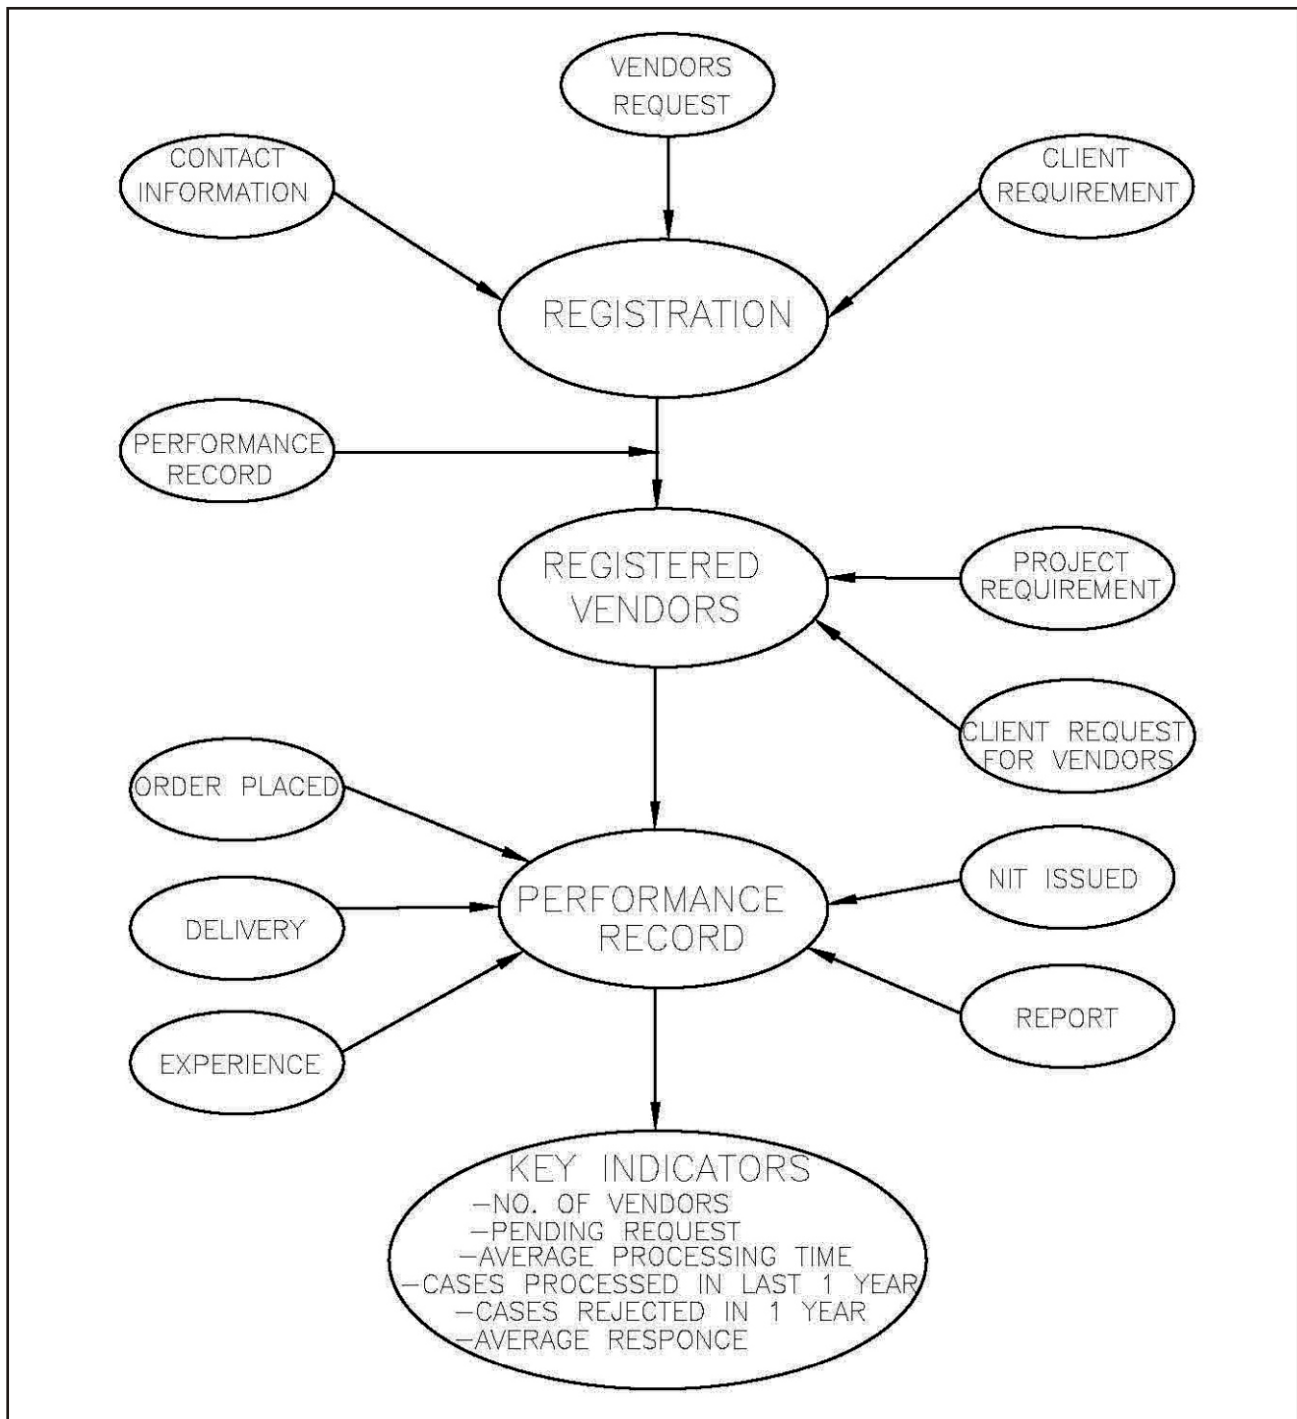 VENDORS
REQUEST
CONTACT
INFORMATION
CLIENT
REQUIREMENT
REGISTRATION
PERFORMANCE
RECORD
REGISTERED
VENDORS
PROJECT
REQUIREMENT
CLIENT REQUEST
FOR VENDORS
ORDER PLACED
DELIVERY
EXPERIENCE
PERFORMANCE
RECORD
NIT ISSUED
REPORT
KEY INDICATORS
-NO. OF VENDORS
-PENDING REQUEST
-AVERAGE PROCESSING TIME
-CASES PROCESSED IN LAST 1 YEAR
-CASES REJECTED IN 1 YEAR
-AVERAGE RESPONCE